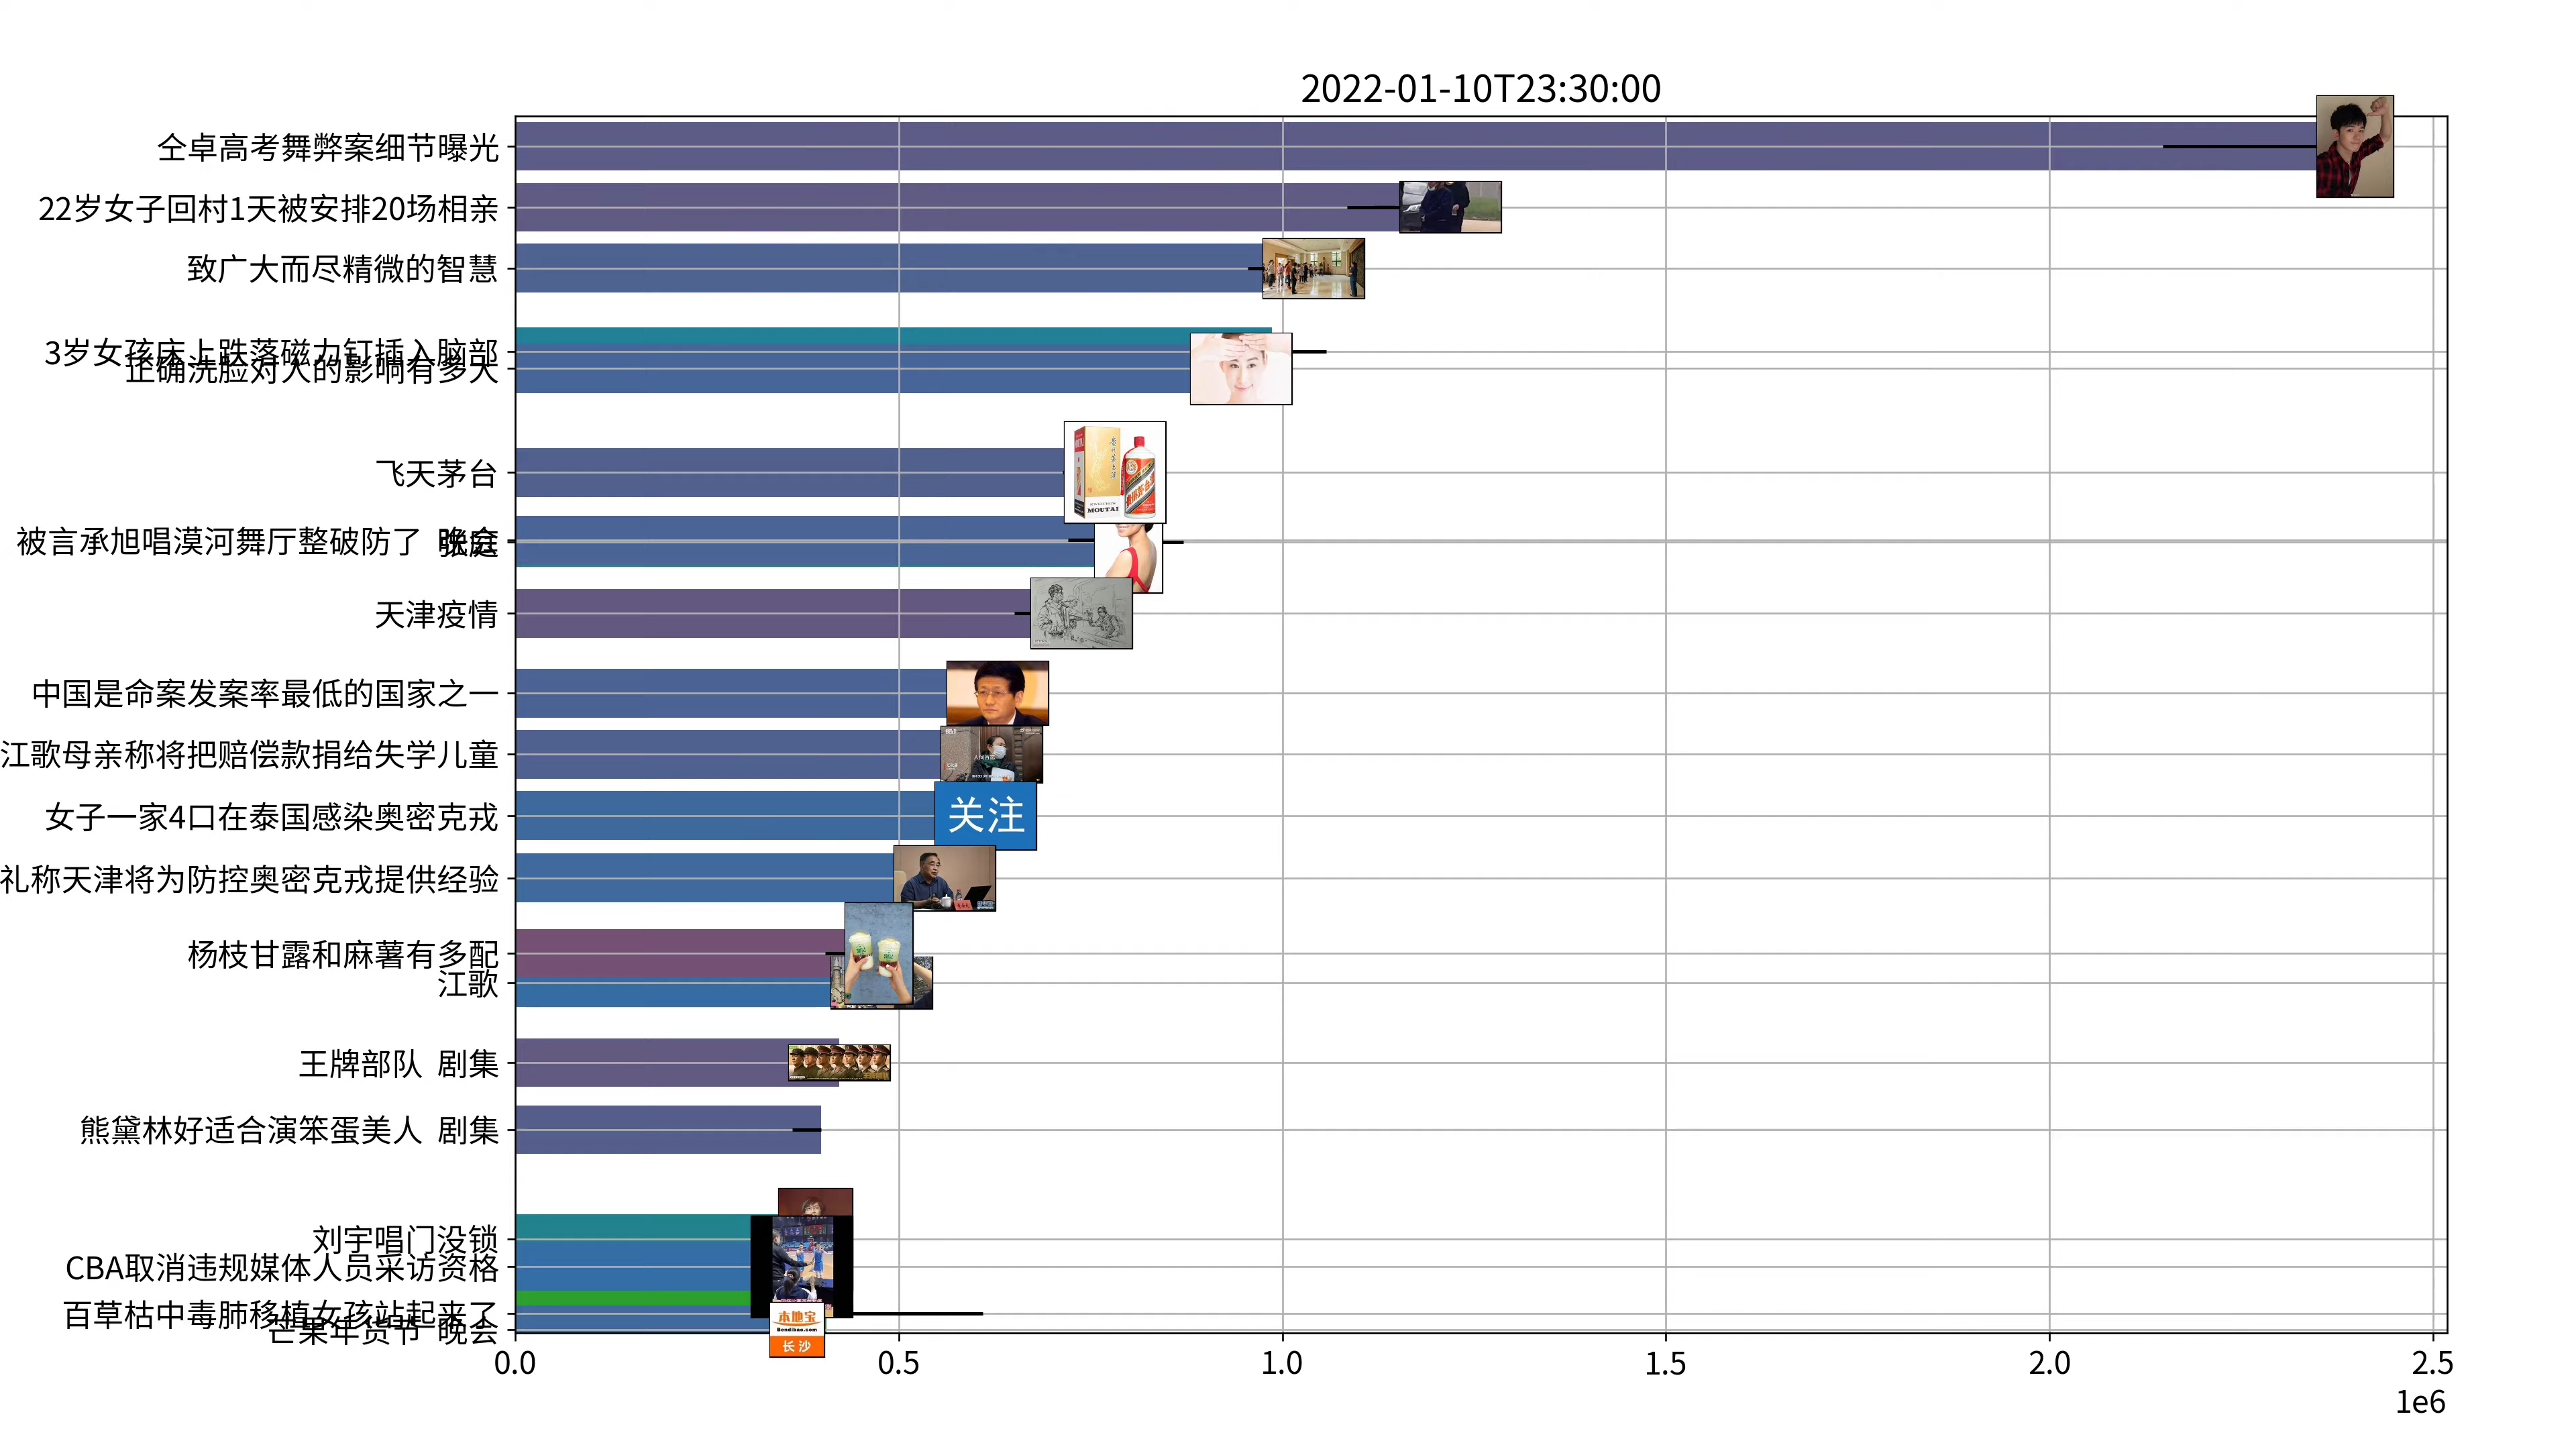 2022-01-10T23:30:00
仝卓高考舞弊案细节曝光
22岁女子回村1天被安排20场相亲
致广大而尽精微的智慧
3岁女孩床上跌落磁力钉插入脑部
正确洗脸对人的影响有多大
飞天茅台
MOUTAI
被言承旭唱漠河舞厅整破防了
张庭
天津疫情
中国是命案发案率最低的国家之一
江歌母亲称将把赔偿款捐给失学儿童
女子一家4口在泰国感染奥密克戎
关注
礼称天津将为防控奥密克戎提供经验
杨枝甘露和麻薯有多配
江歌
王牌部队 剧集
熊黛林好适合演笨蛋美人 剧集
刘宇唱门没锁
CBA取消违规媒体人员采访资格
百草枯中毒肺移植女孩站起来了
芒果年货节 晚会
本地宝
Bendibao.com
长沙
0.0 0.5 1.0 1.5 2.0 2.5
1e6